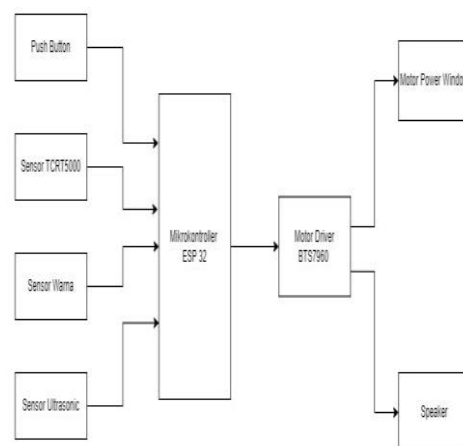 Push Button
Sensor TCRT5000
Sensor Warna
Sensor Ultrasonic
Mikrokontroller
ESP 32
Motor Driver
BTS7960
Motor Power Windo
Speaker